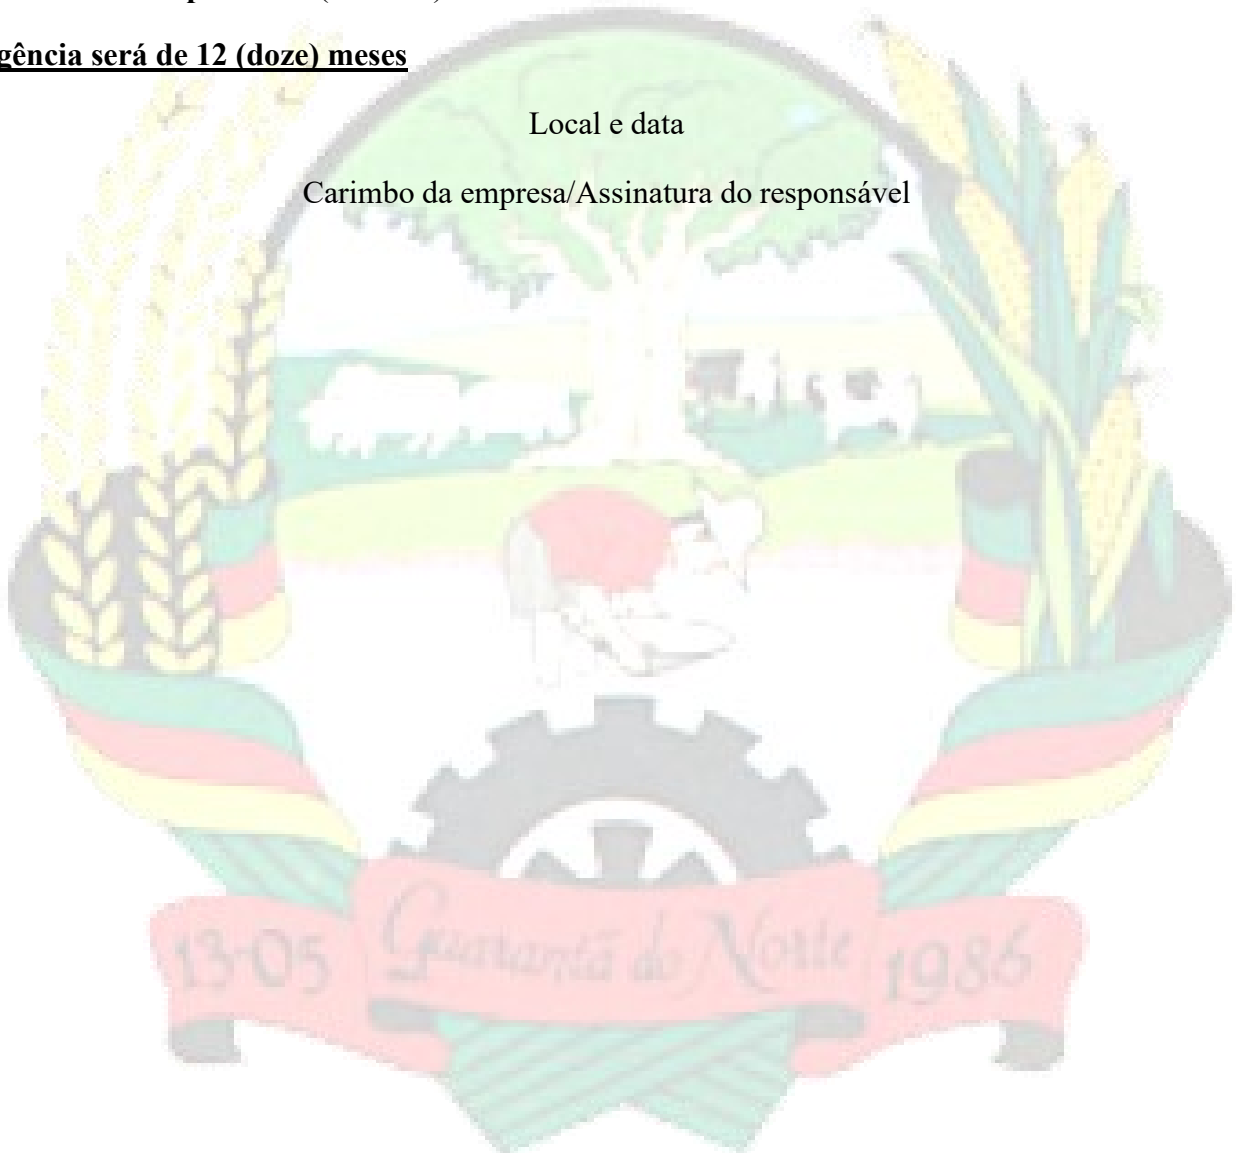 gência será de 12 (doze) meses
Local e data
Carimbo da empresa/Assinatura do responsável
13-05 Guarantã do Norte 1986